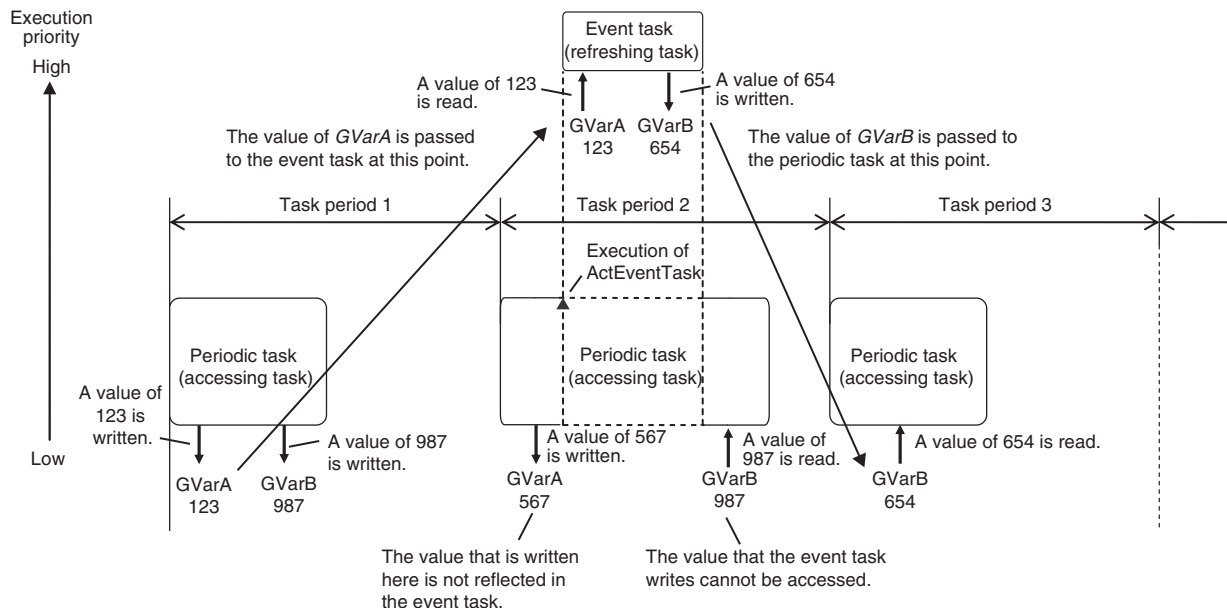 Execution
priority
High
Low
Event task
(refreshing task)
A value of 123
is read.
A value of 654
is written.
GVarA
123
GVarB
654
The value of GVarA is passed
to the event task at this point.
The value of GVarB is passed to
the periodic task at this point.
Task period 1
Task period 2
Task period 3
Execution of
ActEventTask
Periodic task
(accessing task)
Periodic task
(accessing task)
Periodic task
(accessing task)
A value of
123 is
written.
A value of 987
is written.
A value of 567
is written.
A value of
987 is read.
A value of 654 is read.
GVarA
123
GVarB
987
GVarA
567
GVarB
987
GVarB
654
The value that is written
here is not reflected in
the event task.
The value that the event task
writes cannot be accessed.